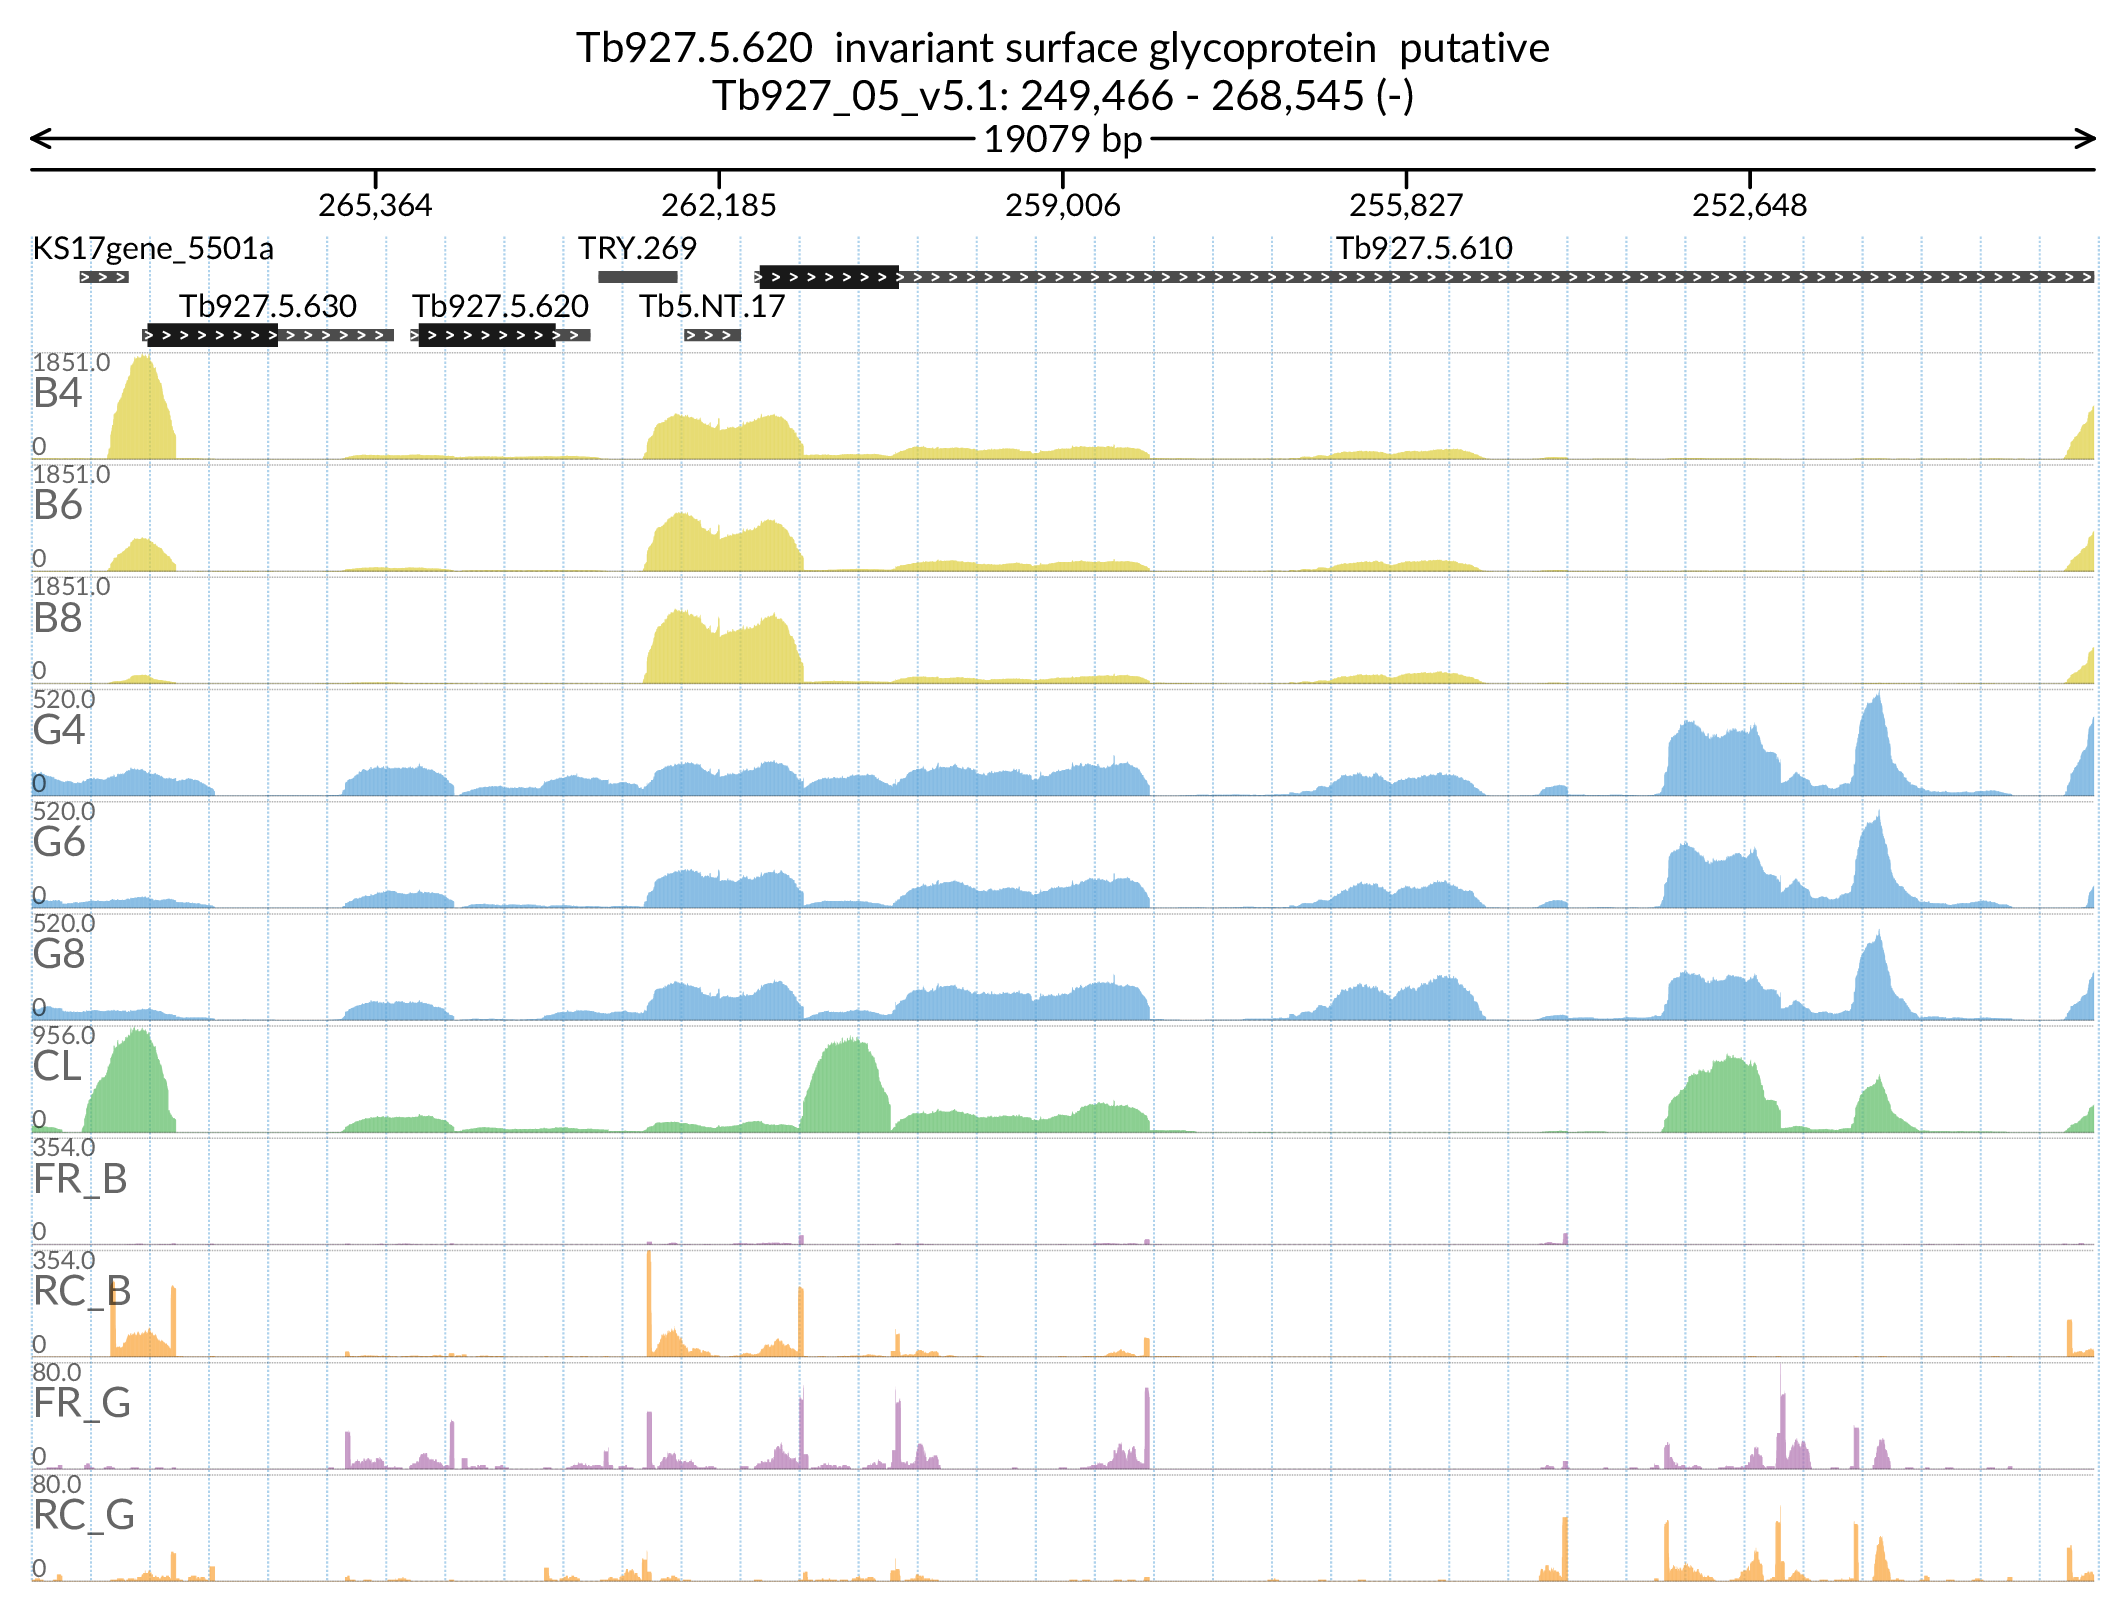 Tb927.5.620  invariant surface glycoprotein  putative
Tb927_05_v5.1: 249,466 - 268,545 (-)
19079 bp
265,364 262,185 259,006 255,827 252,648
KS17gene_5501a TRY.269 Tb927.5.610
Tb927.5.630 Tb927.5.620 Tb5.NT.17
1851.0
B4
0
1851.0
B6
0
1851.0
B8
0
520.0
G4
0
520.0
G6
0
520.0
G8
0
956.0
CL
0
354.0
FR_B
0
354.0
RC_B
0
80.0
FR_G
0
80.0
RC_G
0